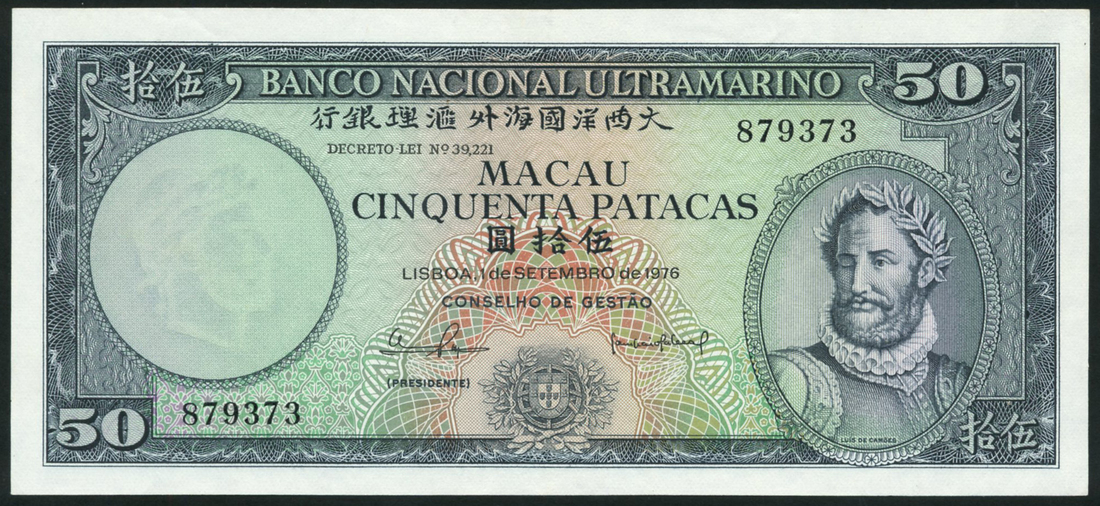 伍拾
BANCO NACIONAL ULTRAMARINO
50
大西洋國海外滙理銀行
879373
DECRETO-LEI Nº 39,221
MACAU
CINQUENTA PATACAS
伍拾圓
LISBOA, 1 de SETEMBRO de 1976
CONSELHO DE GESTÃO
(PRESIDENTE)
50
879373
LUÍS DE CAMÕES
伍拾